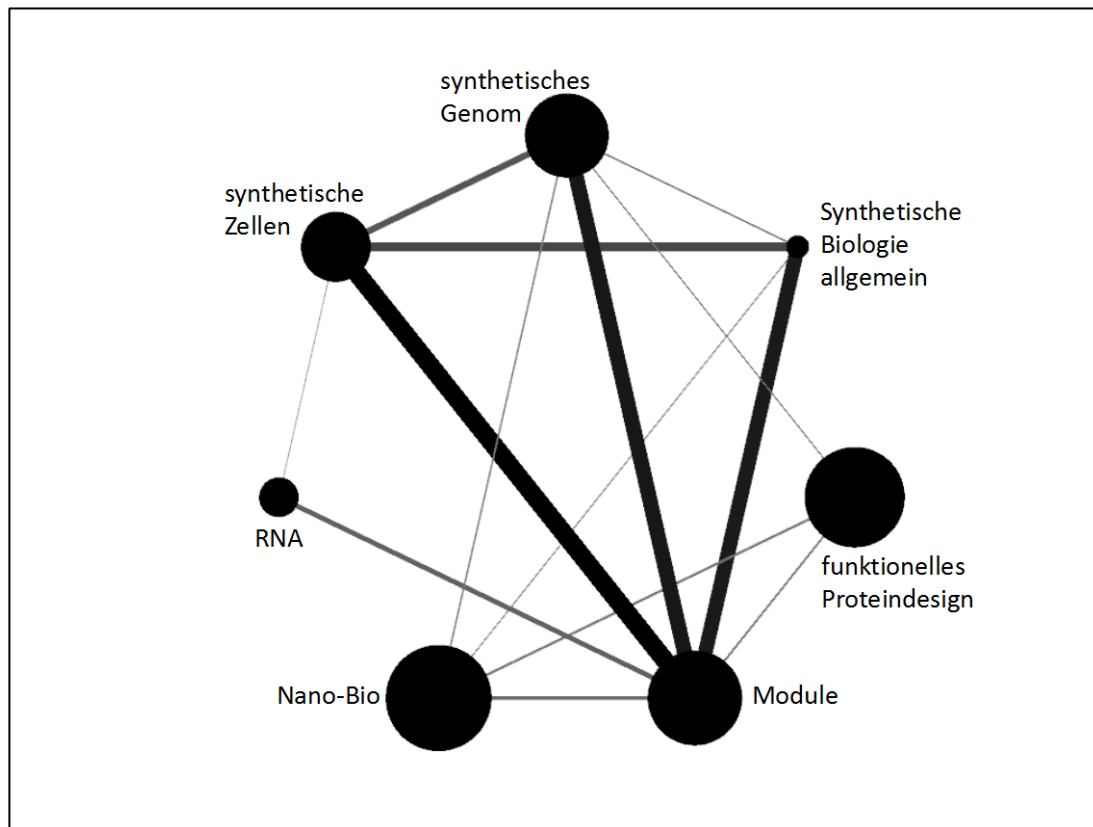 synthetisches
Genom
synthetische
Zellen
Synthetische
Biologie
allgemein
RNA
funktionelles
Proteindesign
Nano-Bio
Module